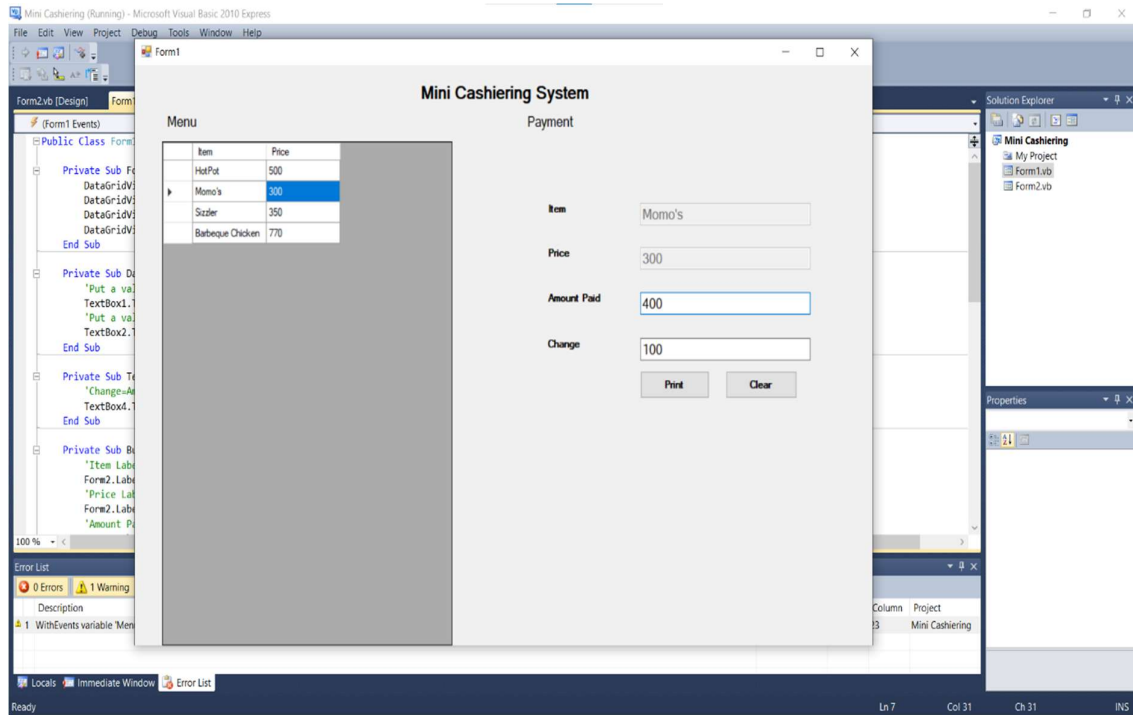 Mini Cashiering (Running) - Microsoft Visual Basic 2010 Express
File Edit View Project Debug Tools Window Help
Form1
Mini Cashiering System
Menu
Payment
Item Price
HotPot 500
Momo's 300
Sizzler 350
Barbeque Chicken 770
Item Momo's
Price 300
Amount Paid 400
Change 100
Print Clear
Form2.vb [Design] Form1
(Form1 Events)
Public Class Form1
Private Sub Fo
DataGridVi
DataGridVi
DataGridVi
DataGridVi
End Sub
Private Sub Da
'Put a val
TextBox1.T
'Put a val
TextBox2.T
End Sub
Private Sub Te
'Change=Am
TextBox4.T
End Sub
Private Sub Bu
'Item Labe
Form2.Labe
'Price Lab
Form2.Labe
'Amount Pa
100 %
Solution Explorer
Mini Cashiering
My Project
Form1.vb
Form2.vb
Properties
Error List
0 Errors 1 Warning
Description Column Project
1 WithEvents variable 'Men 23 Mini Cashiering
Locals Immediate Window Error List
Ready Ln 7 Col 31 Ch 31 INS